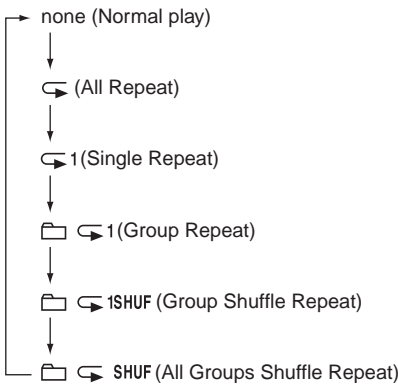 none (Normal play)
(All Repeat)
1 (Single Repeat)
1 (Group Repeat)
1SHUF (Group Shuffle Repeat)
SHUF (All Groups Shuffle Repeat)